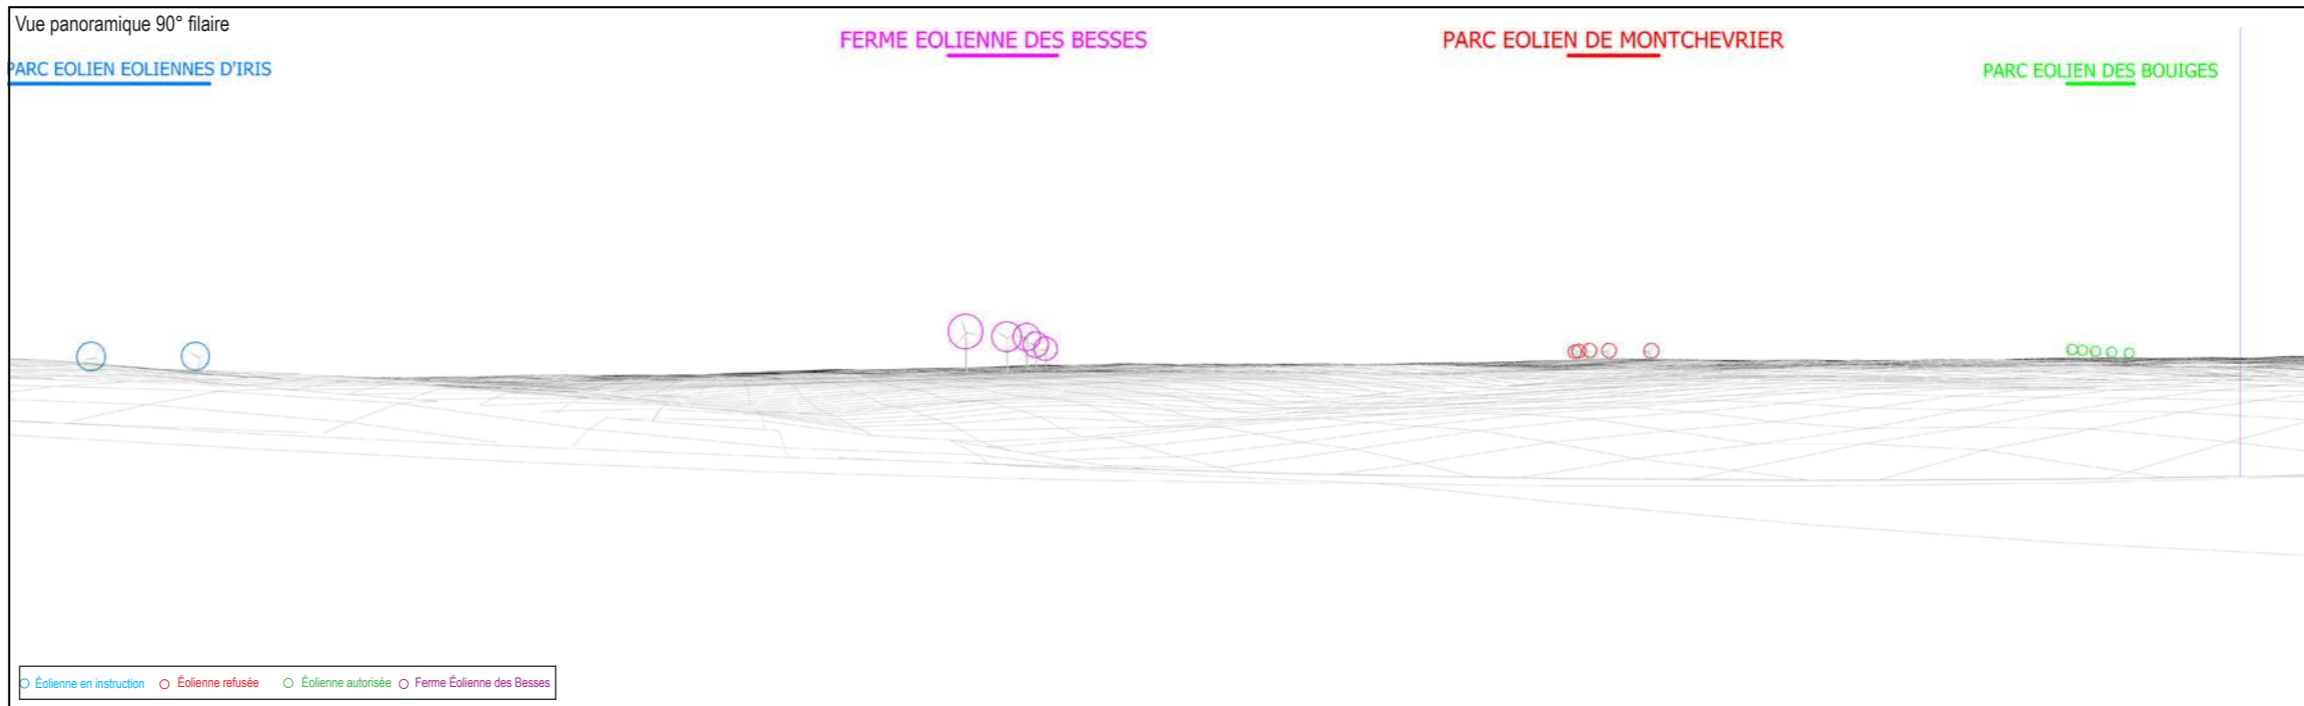 Vue panoramique 90° filaire
FERME EOLIENNE DES BESSES
PARC EOLIEN DE MONTCHEVRIER
PARC EOLIEN EOLIENNES D'IRIS
PARC EOLIEN DES BOUIGES
Éolienne en instruction
Éolienne refusée
Éolienne autorisée
Ferme Éolienne des Besses